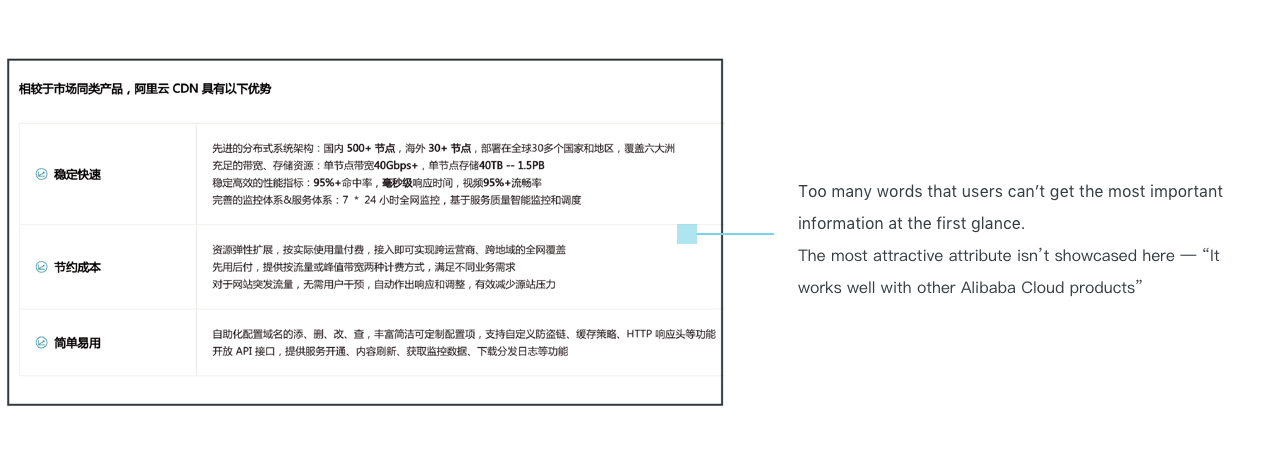 相较于市场同类产品，阿里云 CDN 具有以下优势
稳定快速
先进的分布式系统架构：国内 500+ 节点，海外 30+ 节点，部署在全球30多个国家和地区，覆盖六大洲
充足的带宽、存储资源：单节点带宽40Gbps+，单节点存储40TB -- 1.5PB
稳定高效的性能指标：95%+命中率，毫秒级响应时间，视频95%+流畅率
完善的监控体系&服务体系：7 * 24 小时全网监控，基于服务质量智能监控和调度
节约成本
资源弹性扩展，按实际使用量付费，接入即可实现跨运营商、跨地域的全网覆盖
先用后付，提供按流量或峰值带宽两种计费方式，满足不同业务需求
对于网站突发流量，无需用户干预，自动作出响应和调整，有效减少源站压力
简单易用
自助化配置域名的添、删、改、查，丰富简洁可定制配置项，支持自定义防盗链、缓存策略、HTTP 响应头等功能
开放 API 接口，提供服务开通、内容刷新、获取监控数据、下载分发日志等功能
Too many words that users can’t get the most important
information at the first glance.
The most attractive attribute isn’t showcased here — “It
works well with other Alibaba Cloud products”